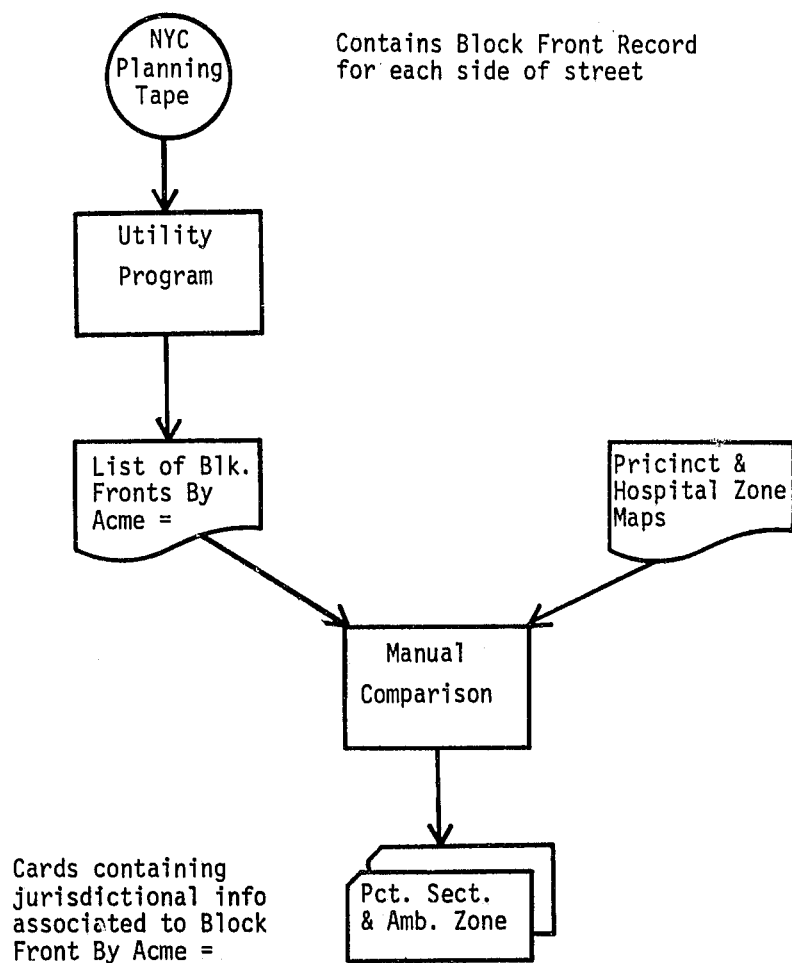 NYC
Planning
Tape
Contains Block Front Record
for each side of street
Utility
Program
List of Blk.
Fronts By
Acme =
Pricinct &
Hospital Zone
Maps
Manual
Comparison
Cards containing
jurisdictional info
associated to Block
Front By Acme =
Pct. Sect.
& Amb. Zone